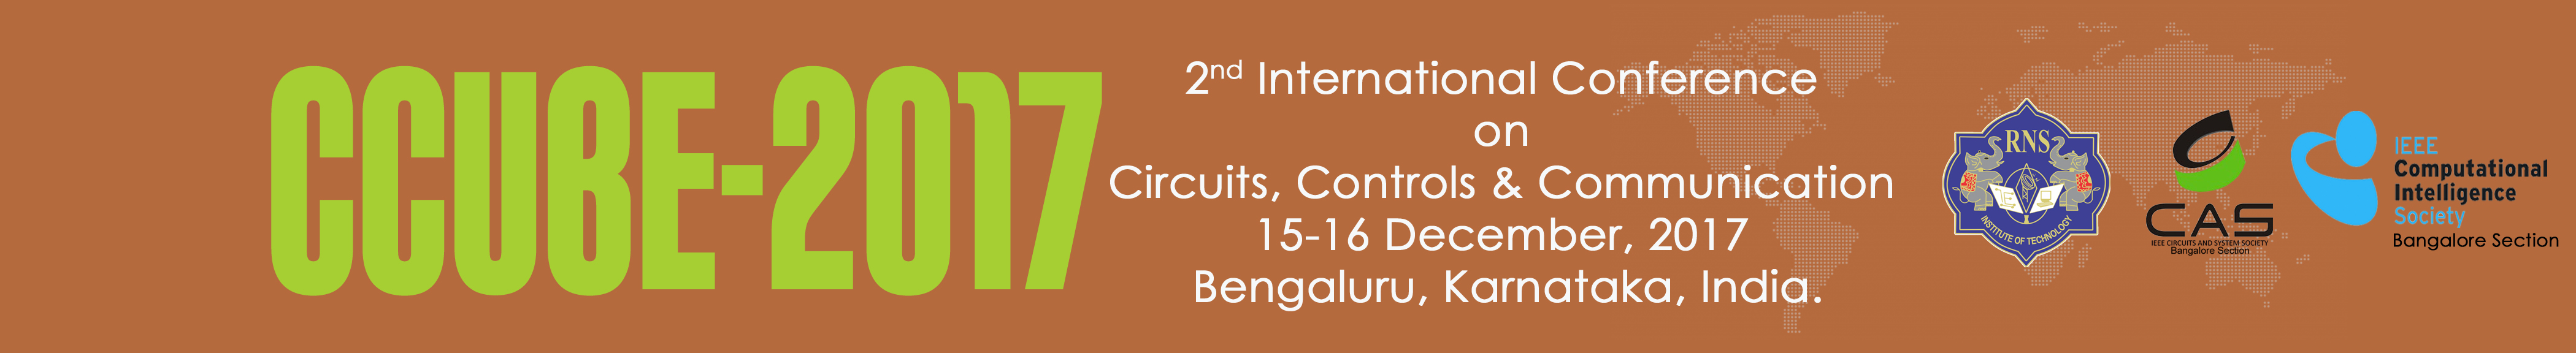 CCUBE-2017
2nd International Conference
on
Circuits, Controls & Communication
15-16 December, 2017
Bengaluru, Karnataka, India.
RNS
INSTITUTE OF TECHNOLOGY
CAS
IEEE CIRCUITS AND SYSTEM SOCIETY
Bangalore Section
IEEE
Computational
Intelligence
Society
Bangalore Section